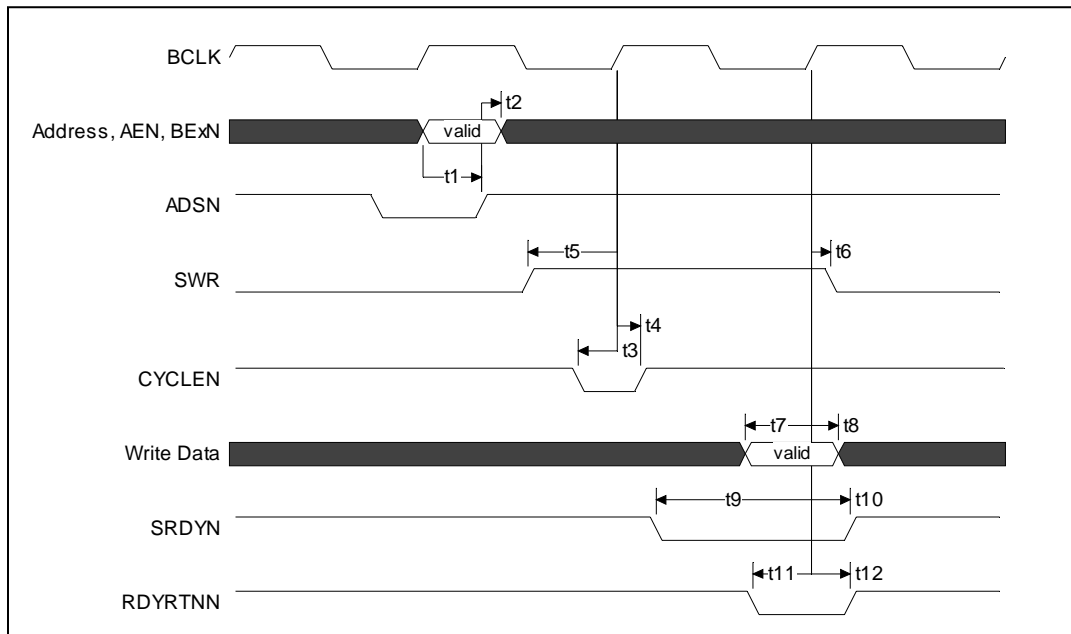 BCLK
t2
Address, AEN, BExN
valid
t1
ADSN
t5
t6
SWR
t4
t3
CYCLEN
t7
t8
Write Data
valid
t9
t10
SRDYN
t11
t12
RDYRTNN